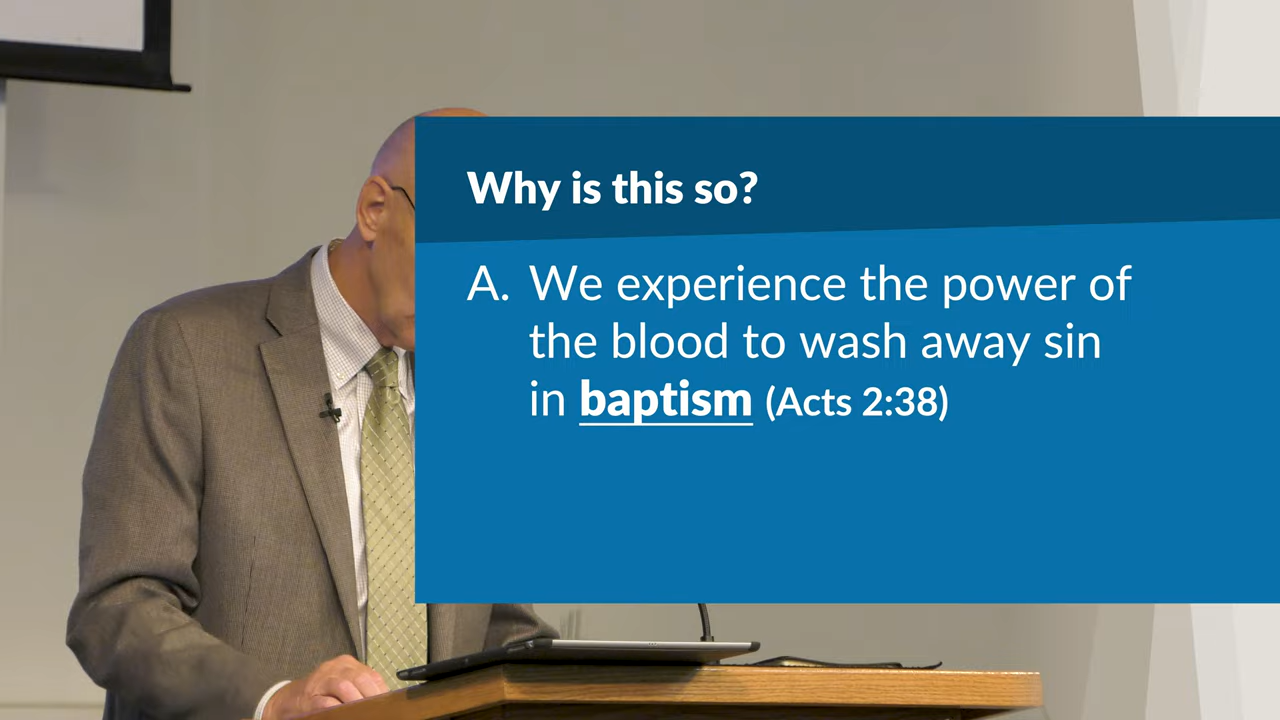 Why is this so?
A. We experience the power of
the blood to wash away sin
in baptism (Acts 2:38)